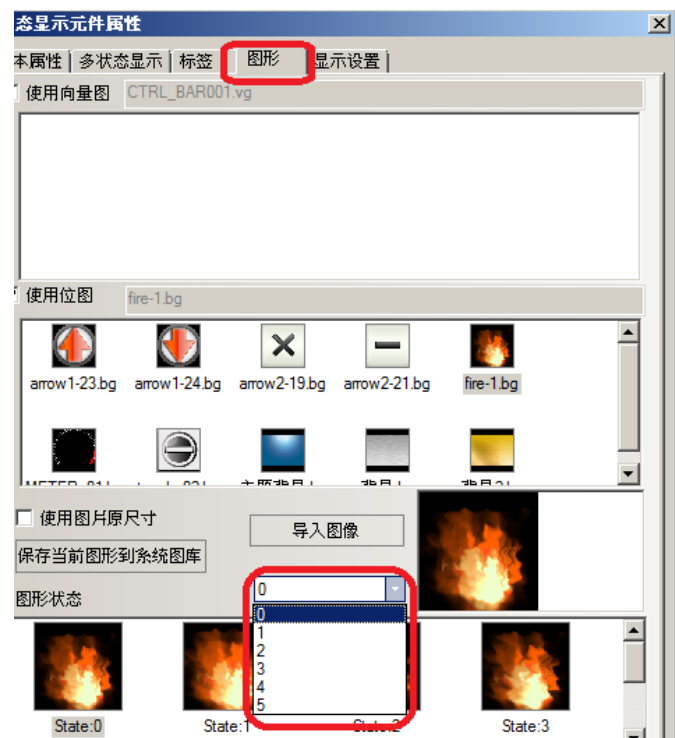 态显示元件属性
本属性 多状态显示 标签 图形 显示设置
使用向量图 CTRL_BAR001.vg
使用位图 fire-1.bg
arrow1-23.bg arrow1-24.bg arrow2-19.bg arrow2-21.bg fire-1.bg
使用图片原尺寸
导入图像
保存当前图形到系统图库
图形状态
0
0
1
2
3
4
5
State:0 State:1 State:2 State:3